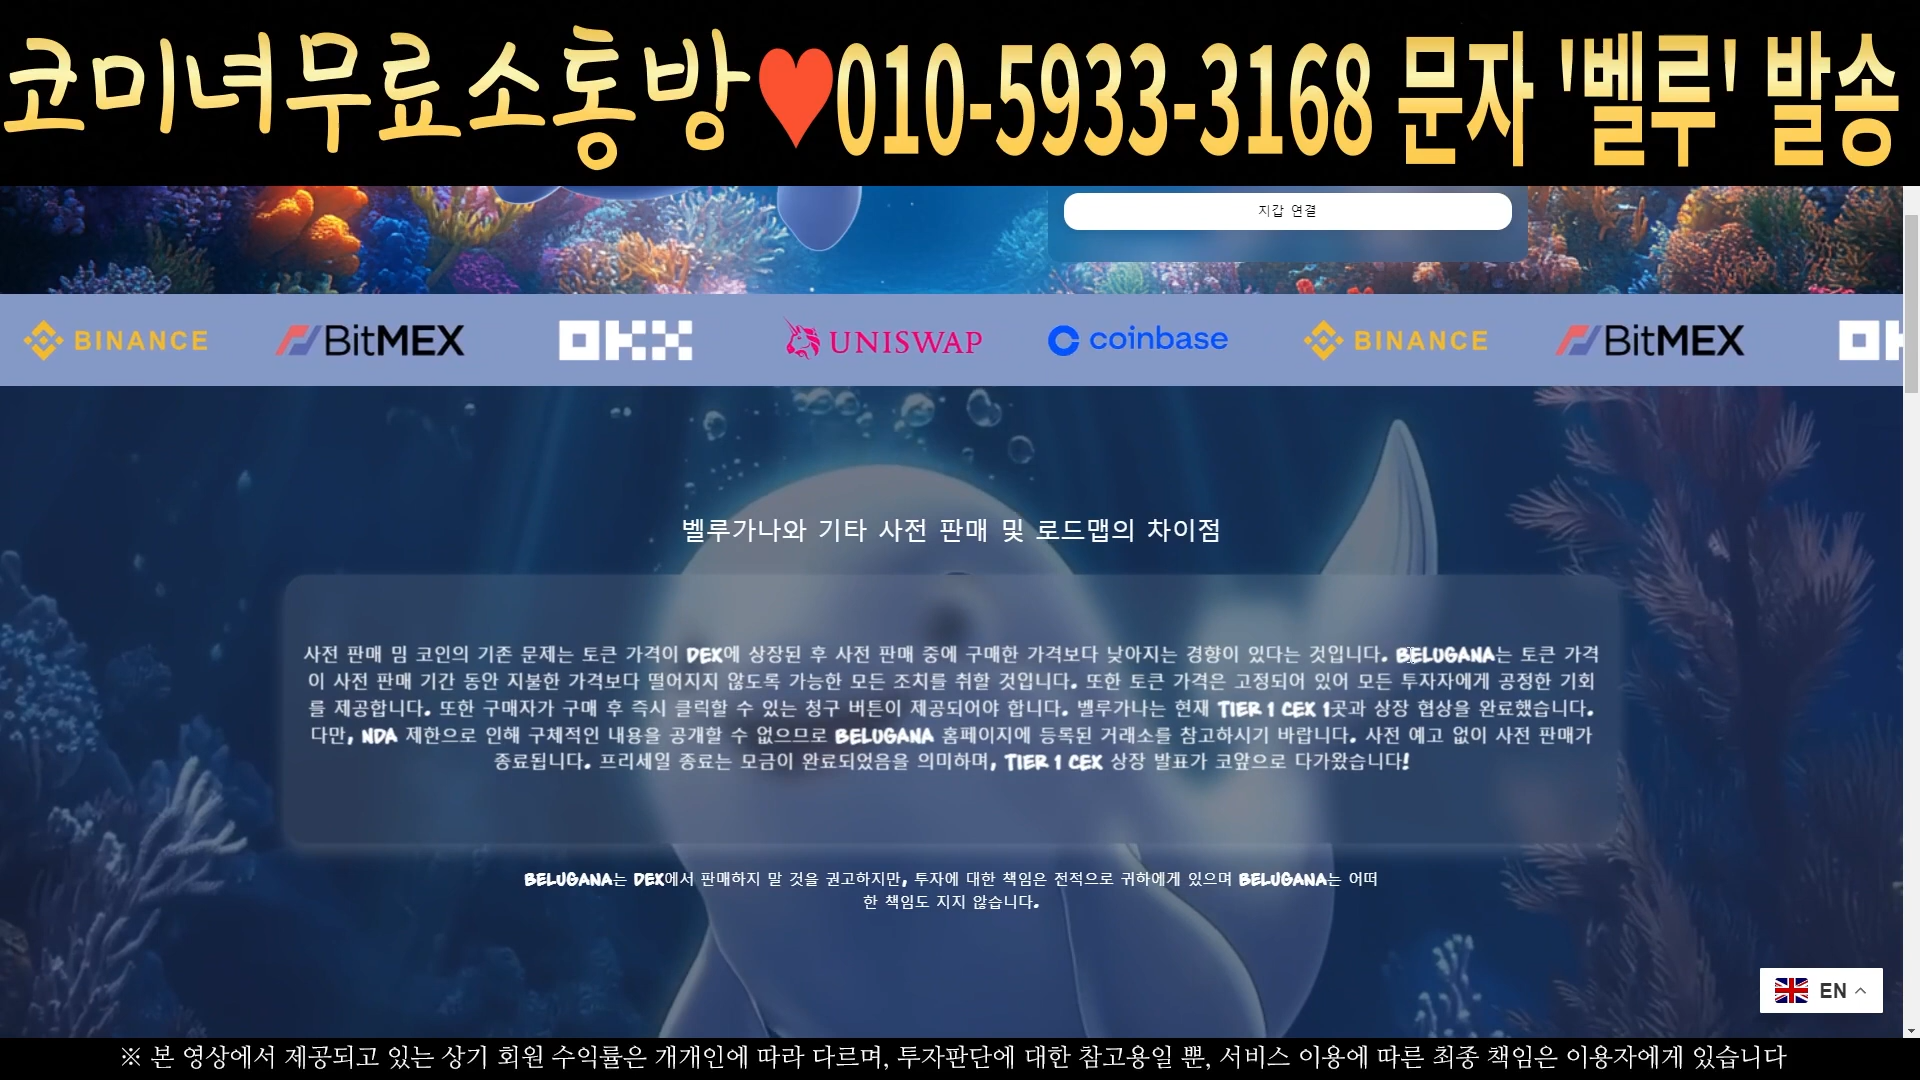 코미녀무료소통방♥010-5933-3168 문자 '벨루' 발송
지갑 연결
BINANCE BitMEX OKX UNISWAP coinbase BINANCE BitMEX OK
벨루가나와 기타 사전 판매 및 로드맵의 차이점
사전 판매 밈 코인의 기존 문제는 토큰 가격이 DEX에 상장된 후 사전 판매 중에 구매한 가격보다 낮아지는 경향이 있다는 것입니다. BELUGANA는 토큰 가격
이 사전 판매 기간 동안 지불한 가격보다 떨어지지 않도록 가능한 모든 조치를 취할 것입니다. 또한 토큰 가격은 고정되어 있어 모든 투자자에게 공정한 기회
를 제공합니다. 또한 구매자가 구매 후 즉시 클릭할 수 있는 청구 버튼이 제공되어야 합니다. 벨루가나는 현재 TIER 1 CEX 1곳과 상장 협상을 완료했습니다.
다만, NDA 제한으로 인해 구체적인 내용을 공개할 수 없으므로 BELUGANA 홈페이지에 등록된 거래소를 참고하시기 바랍니다. 사전 예고 없이 사전 판매가
종료됩니다. 프리세일 종료는 모금이 완료되었음을 의미하며, TIER 1 CEX 상장 발표가 코앞으로 다가왔습니다!
BELUGANA는 DEX에서 판매하지 말 것을 권고하지만, 투자에 대한 책임은 전적으로 귀하에게 있으며 BELUGANA는 어떠
한 책임도 지지 않습니다.
EN
※ 본 영상에서 제공되고 있는 상기 회원 수익률은 개개인에 따라 다르며, 투자판단에 대한 참고용일 뿐, 서비스 이용에 따른 최종 책임은 이용자에게 있습니다